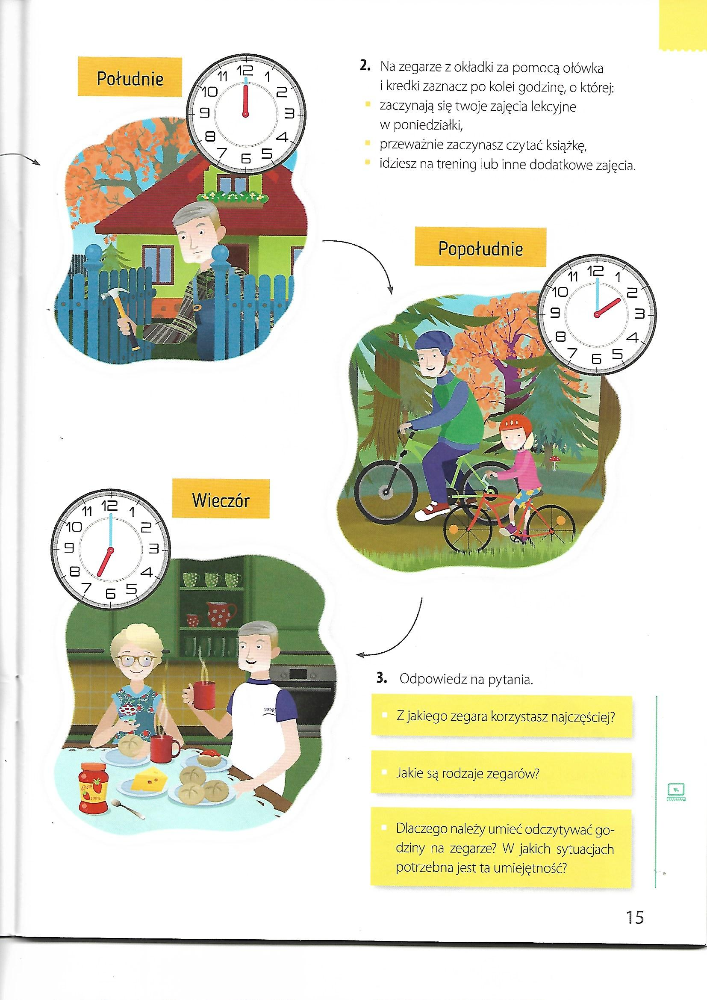 Południe
12
1
2
3
4
5
6
7
8
9
10
11
2. Na zegarze z okładki za pomocą ołówka
i kredki zaznacz po kolei godzinę, o której:
zaczynają się twoje zajęcia lekcyjne
w poniedziałki,
przeważnie zaczynasz czytać książkę,
idziesz na trening lub inne dodatkowe zajęcia.
Popołudnie
12
1
2
3
4
5
6
7
8
9
10
11
Wieczór
12
1
2
3
4
5
6
7
8
9
10
11
dżem
100%
3. Odpowiedz na pytania.
Z jakiego zegara korzystasz najczęściej?
Jakie są rodzaje zegarów?
Dlaczego należy umieć odczytywać go-
dziny na zegarze? W jakich sytuacjach
potrzebna jest ta umiejętność?
15